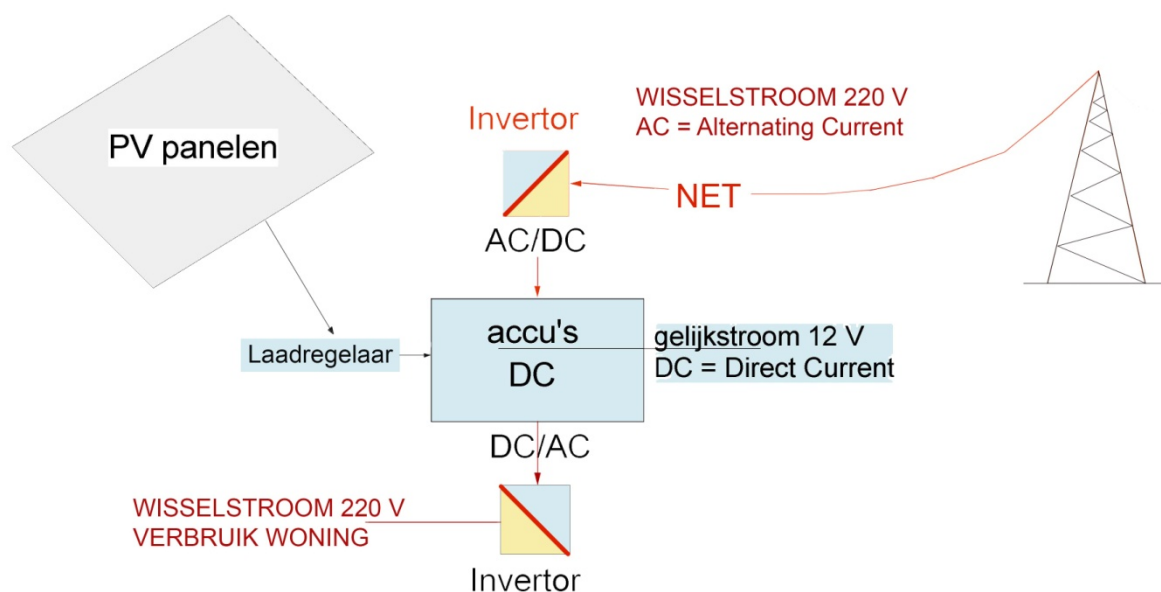 PV panelen
Invertor
WISSELSTROOM 220 V
AC = Alternating Current
NET
AC/DC
accu's
DC
gelijkstroom 12 V
DC = Direct Current
Laadregelaar
DC/AC
WISSELSTROOM 220 V
VERBRUIK WONING
Invertor